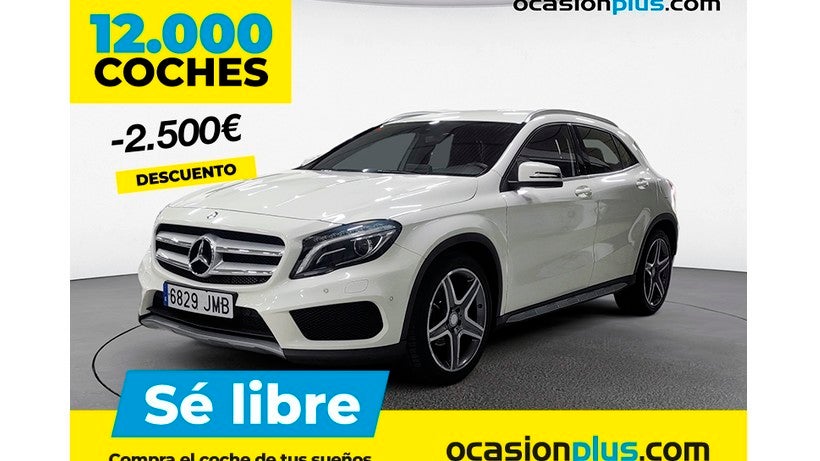 ocasionplus.com
12.000
COCHES
-2.500€
DESCUENTO
6829 JMB
Sé libre
Compra el coche de tus sueños
ocasionplus.com